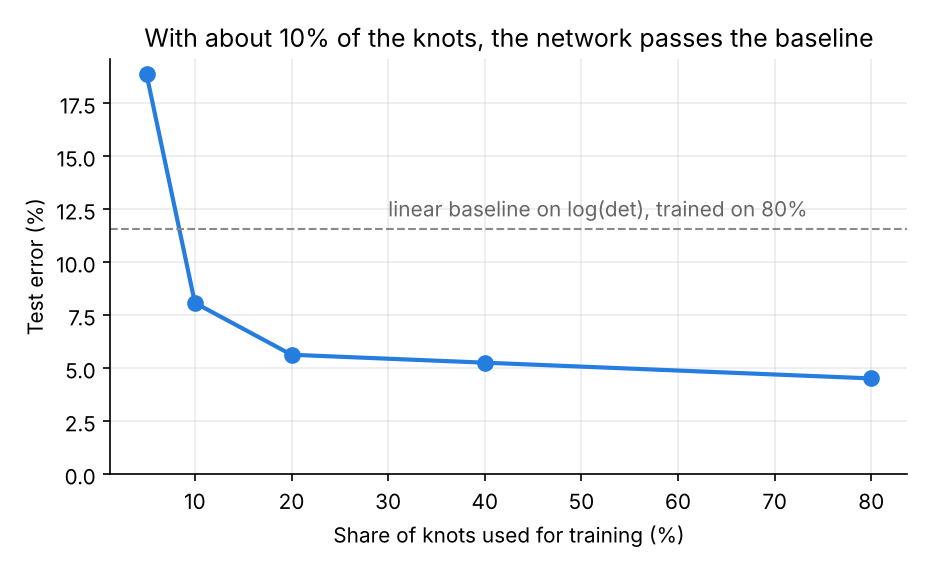 With about 10% of the knots, the network passes the baseline
Test error (%)
17.5
15.0
12.5
10.0
7.5
5.0
2.5
0.0
linear baseline on log(det), trained on 80%
10 20 30 40 50 60 70 80
Share of knots used for training (%)